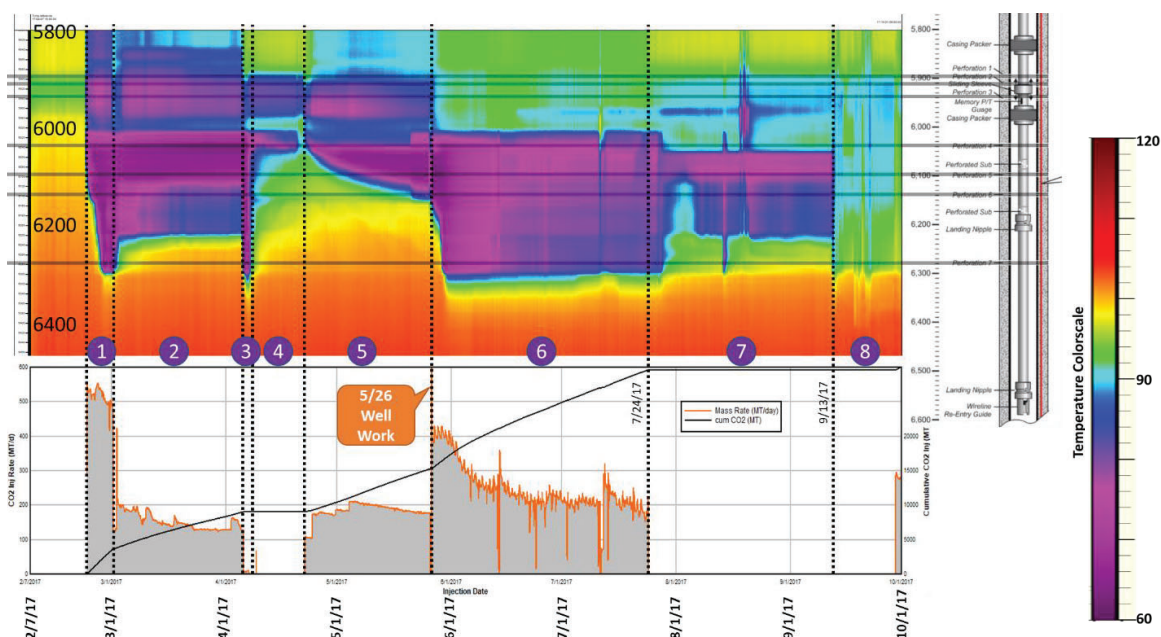 5800
6000
6200
6400
5,800
5,900
6,000
6,100
6,200
6,300
6,400
6,500
6,600
Casing Packer
Perforation 1
Perforation 2
Sliding Sleeve
Perforation 3
Memory P/T
Guage
Casing Packer
Perforation 4
Perforated Sub
Perforation 5
Perforation 6
Perforated Sub
Landing Nipple
Perforation 7
Landing Nipple
Wireline
Re-Entry Guide
Temperature Colorscale
120
90
60
1
2
3
4
5
6
7
8
5/26
Well
Work
7/24/17
9/13/17
Mass Rate (MT/day)
cum CO2 (MT)
CO2 Inj Rate (MT/d)
600
500
400
300
200
100
0
Cumulative CO2 Inj (MT
20000
15000
10000
5000
0
2/7/2017
3/1/2017
4/1/2017
5/1/2017
6/1/2017
7/1/2017
8/1/2017
9/1/2017
10/1/2017
Injection Date
2/7/17
3/1/17
4/1/17
5/1/17
6/1/17
7/1/17
8/1/17
9/1/17
10/1/17